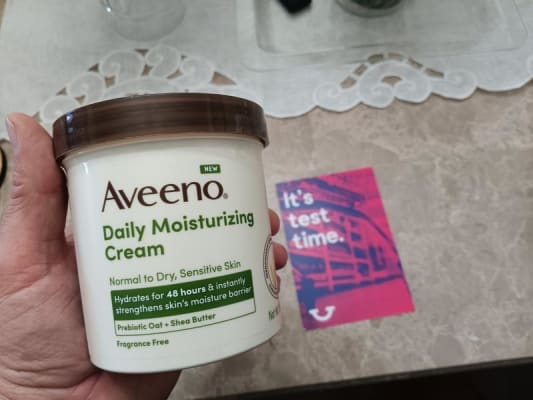 NEW
Aveeno®
Daily Moisturizing
Cream
Normal to Dry, Sensitive Skin
Hydrates for 48 hours & instantly
strengthens skin's moisture barrier
Prebiotic Oat + Shea Butter
Fragrance Free
It's
test
time.